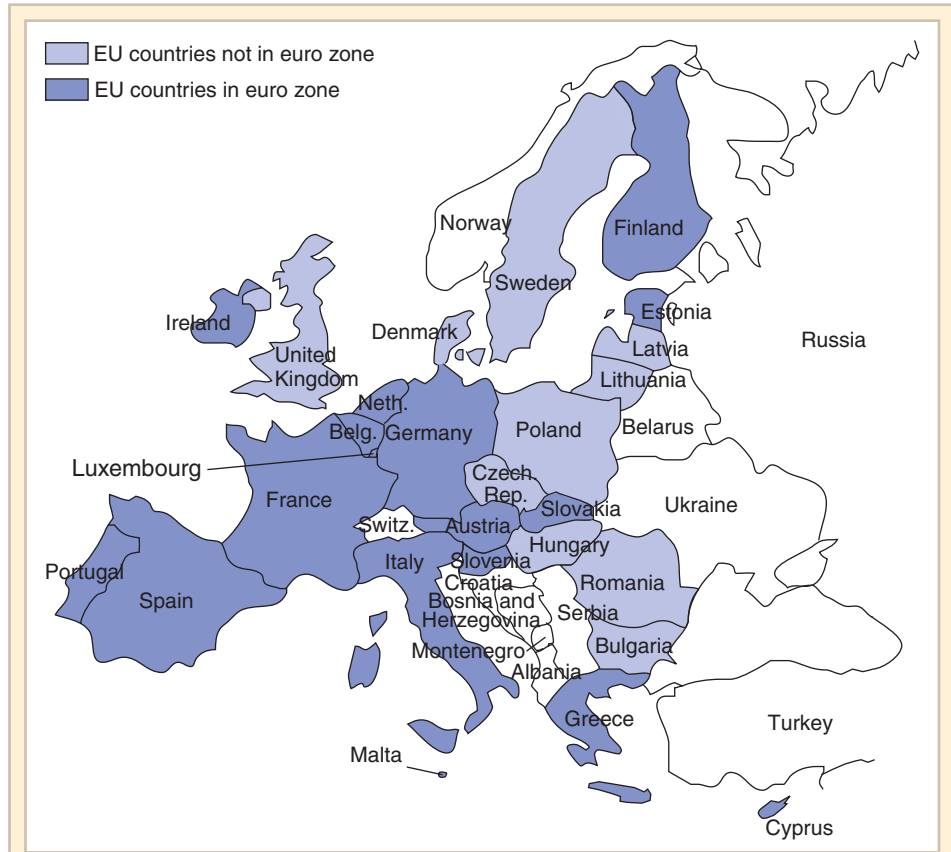 EU countries not in euro zone
EU countries in euro zone
Norway
Finland
Sweden
Estonia
Ireland
Denmark
Russia
Latvia
United
Kingdom
Lithuania
Neth.
Belg.
Germany
Poland
Belarus
Luxembourg
Czech.
Rep.
France
Ukraine
Slovakia
Switz.
Austria
Hungary
Italy
Slovenia
Portugal
Spain
Croatia
Romania
Bosnia and
Herzegovina
Serbia
Montenegro
Bulgaria
Albania
Greece
Turkey
Malta
Cyprus